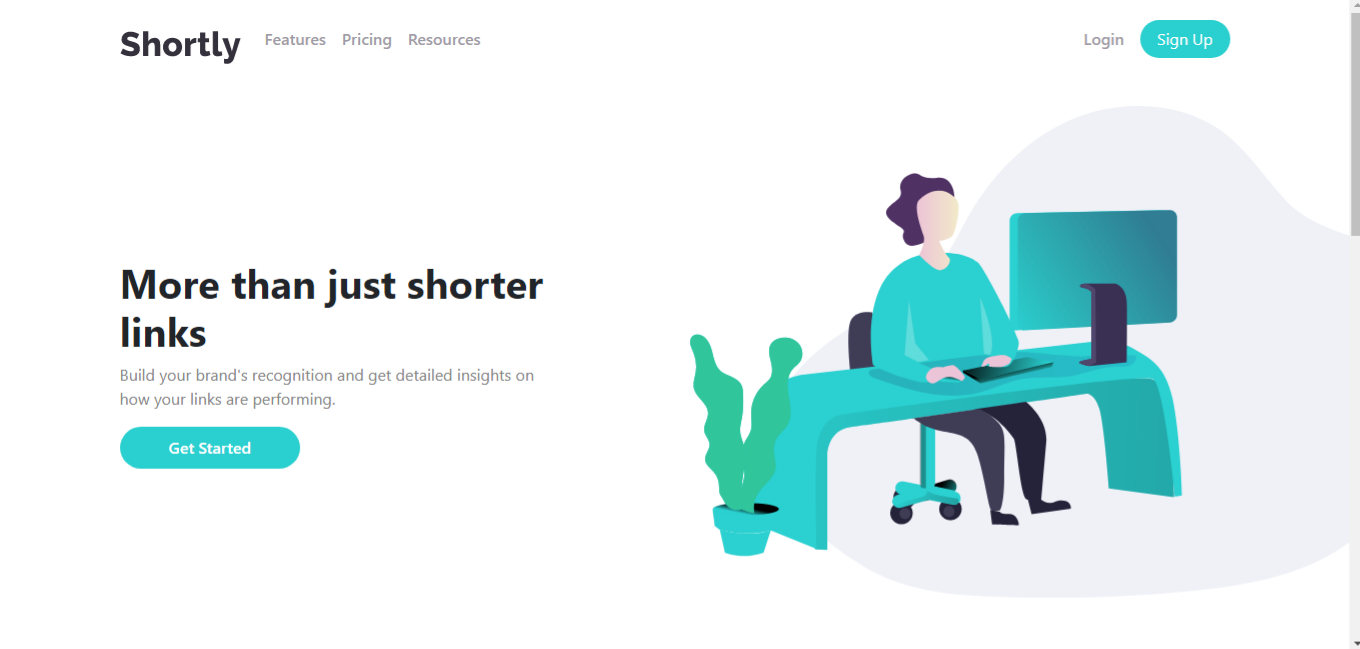 Shortly Features Pricing Resources Login Sign Up
More than just shorter
links
Build your brand's recognition and get detailed insights on
how your links are performing.
Get Started